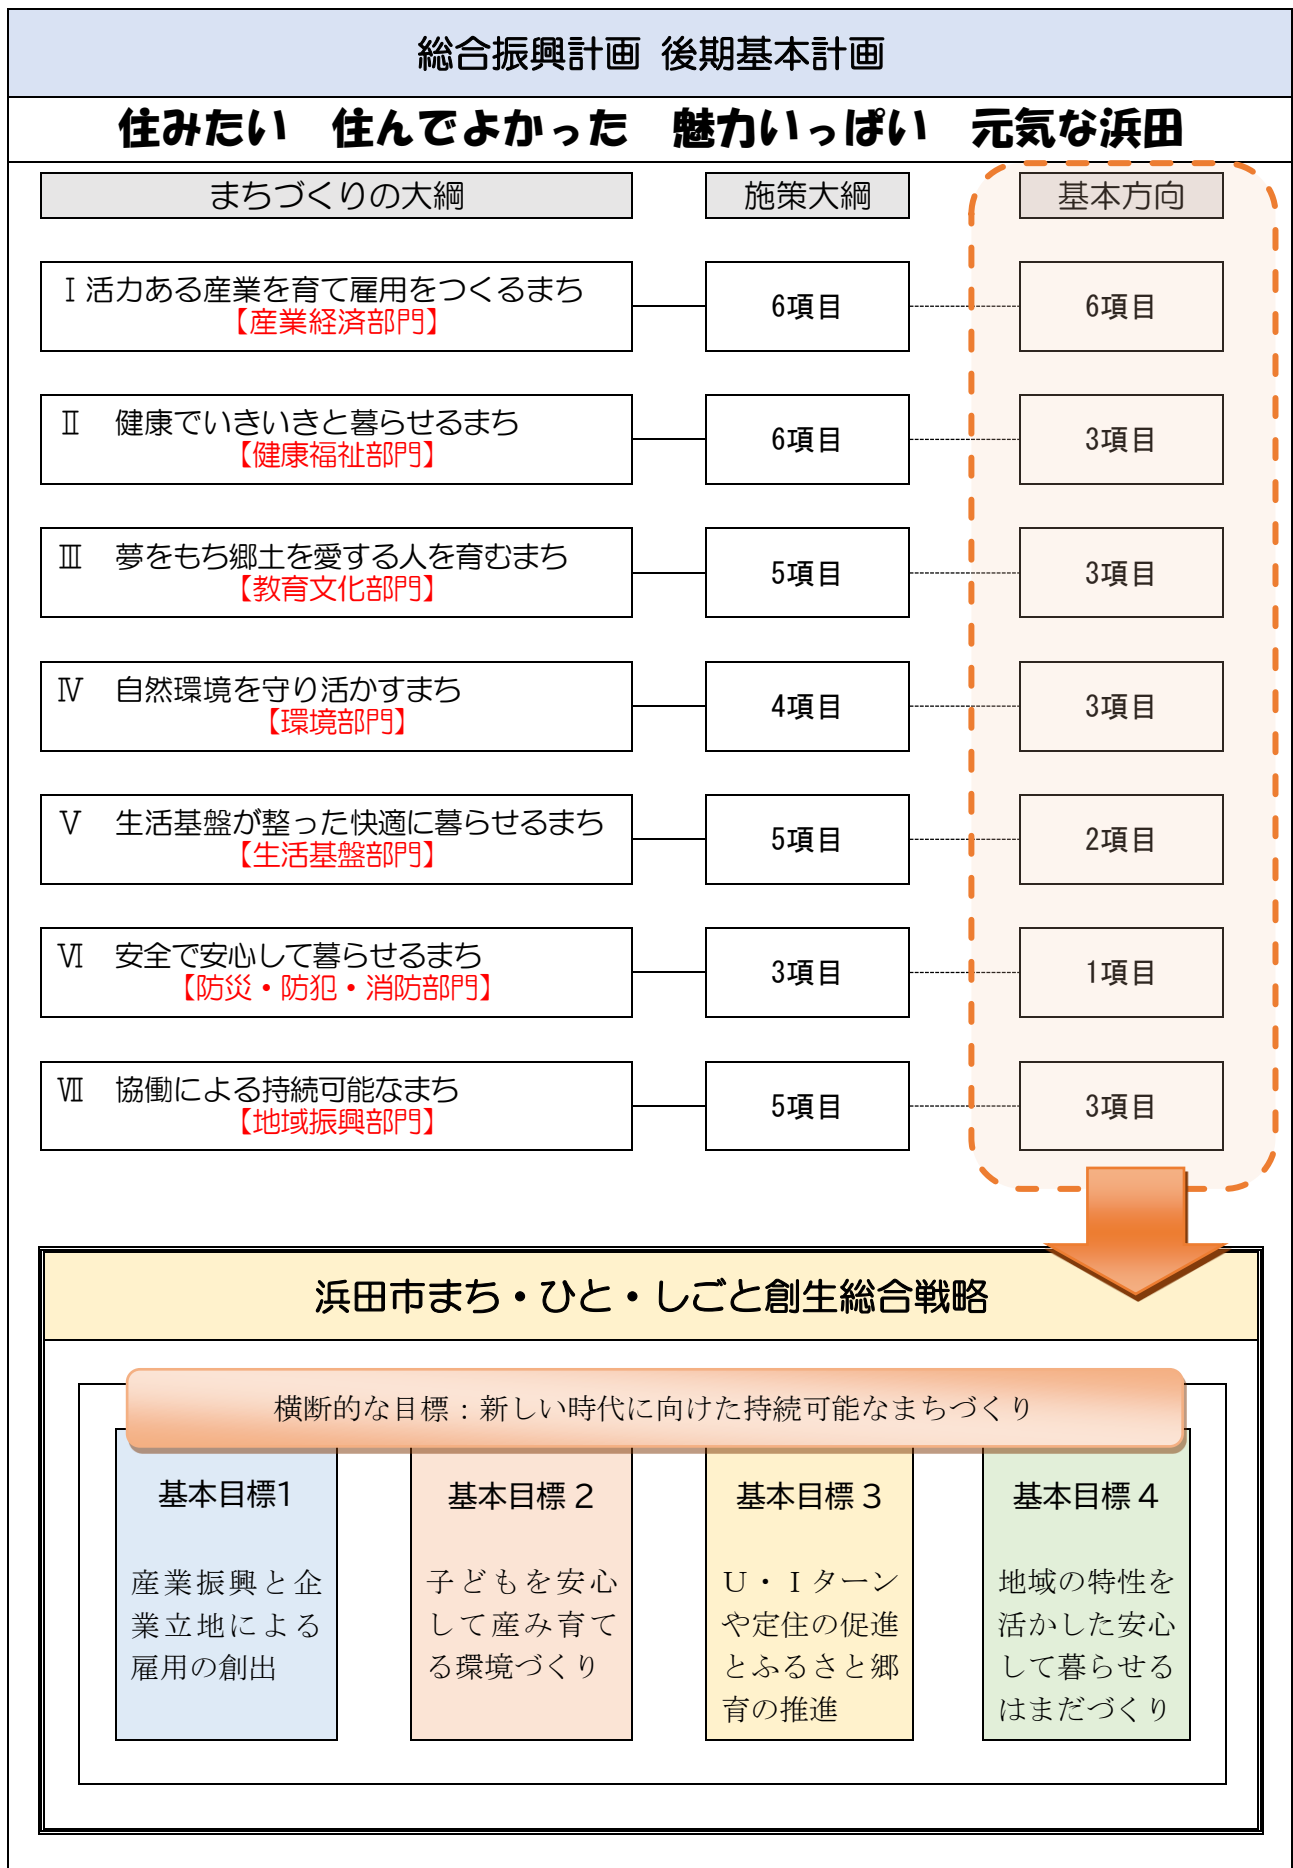 総合振興計画 後期基本計画
住みたい 住んでよかった 魅力いっぱい 元気な浜田
まちづくりの大綱 施策大綱 基本方向
Ⅰ 活力ある産業を育て雇用をつくるまち
【産業経済部門】
6項目 6項目
Ⅱ 健康でいきいきと暮らせるまち
【健康福祉部門】
6項目 3項目
Ⅲ 夢をもち郷土を愛する人を育むまち
【教育文化部門】
5項目 3項目
Ⅳ 自然環境を守り活かすまち
【環境部門】
4項目 3項目
Ⅴ 生活基盤が整った快適に暮らせるまち
【生活基盤部門】
5項目 2項目
Ⅵ 安全で安心して暮らせるまち
【防災・防犯・消防部門】
3項目 1項目
Ⅶ 協働による持続可能なまち
【地域振興部門】
5項目 3項目
浜田市まち・ひと・しごと創生総合戦略
横断的な目標：新しい時代に向けた持続可能なまちづくり
基本目標1
産業振興と企
業立地による
雇用の創出
基本目標２
子どもを安心
して産み育て
る環境づくり
基本目標３
Ｕ・Ｉターン
や定住の促進
とふるさと郷
育の推進
基本目標４
地域の特性を
活かした安心
して暮らせる
はまだづくり